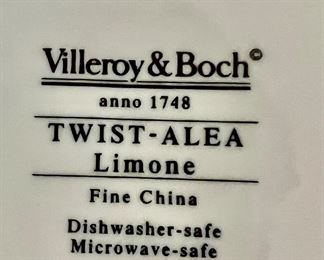 Villeroy & Boch©
anno 1748
TWIST-ALEA
Limone
Fine China
Dishwasher-safe
Microwave-safe